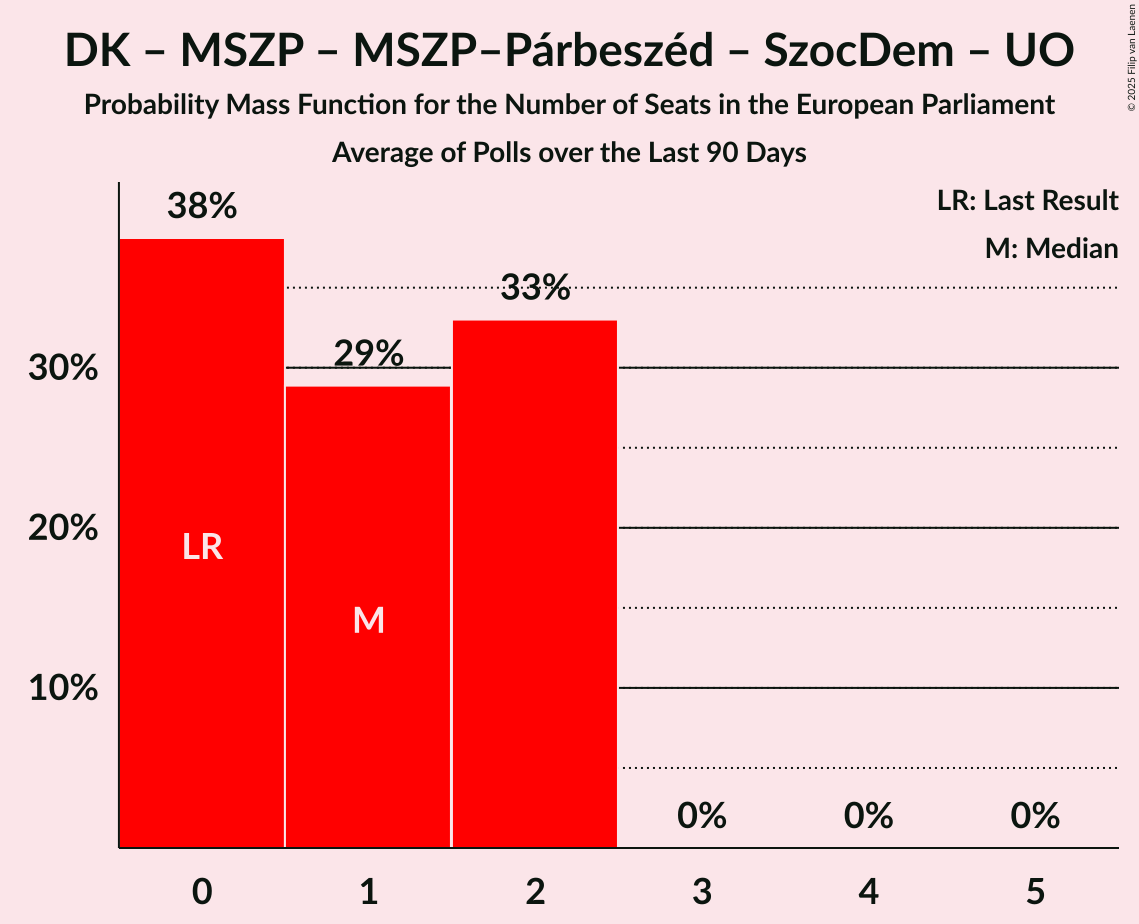 DK – MSZP – MSZP–Párbeszéd – SzocDem – UO
Probability Mass Function for the Number of Seats in the European Parliament
Average of Polls over the Last 90 Days
© 2025 Filip van Laenen
LR: Last Result
M: Median
38%
33%
29%
30%
20%
10%
LR
M
0%
0%
0%
0
1
2
3
4
5